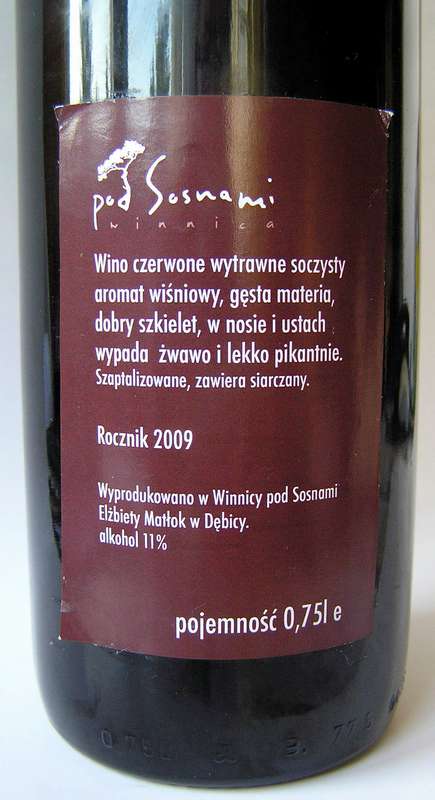 pod Sosnami
winnica
Wino czerwone wytrawne soczysty
aromat wiśniowy, gęsta materia,
dobry szkielet, w nosie i ustach
wypada żwawo i lekko pikantnie.
Szaptalizowane, zawiera siarczany.
Rocznik 2009
Wyprodukowano w Winnicy pod Sosnami
Elżbiety Matłok w Dębicy.
alkohol 11%
pojemność 0,75l e